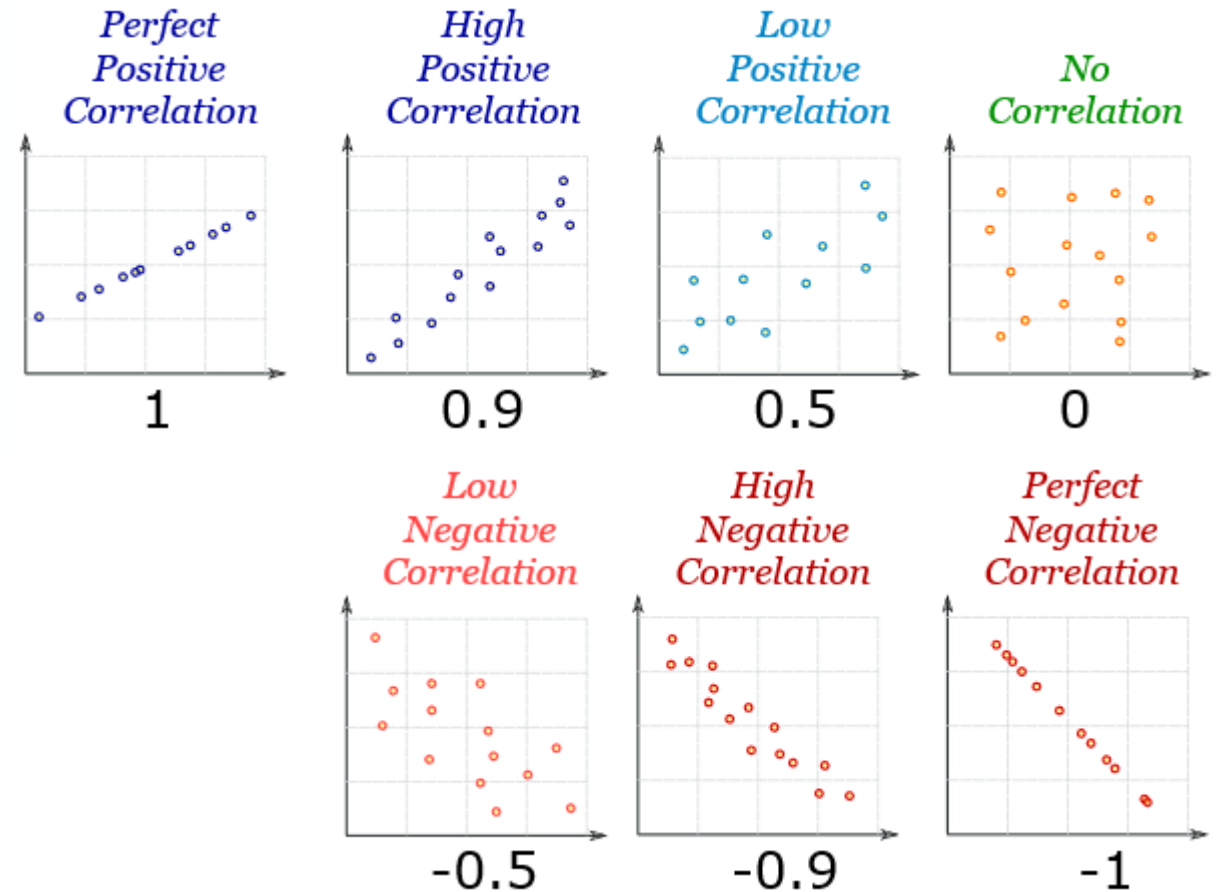 Perfect
Positive
Correlation
High
Positive
Correlation
Low
Positive
Correlation
No
Correlation
1
0.9
0.5
0
Low
Negative
Correlation
High
Negative
Correlation
Perfect
Negative
Correlation
-0.5
-0.9
-1